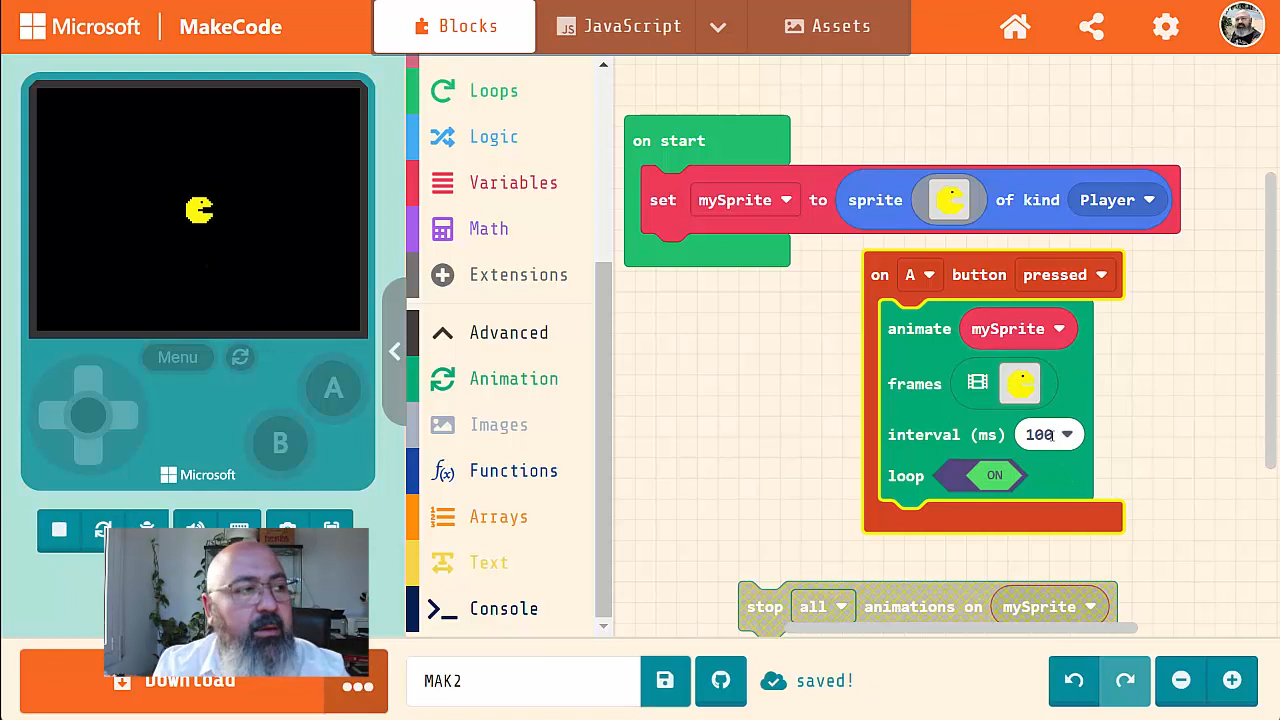 Microsoft | MakeCode
Blocks
JS JavaScript
Assets
Loops
Logic
Variables
Math
Extensions
Advanced
Animation
Images
Functions
Arrays
Text
Console
Menu
A
B
Microsoft
on start
set mySprite to sprite of kind Player
on A button pressed
animate mySprite
frames
interval (ms) 100
loop ON
stop all animations on mySprite
Download
MAK2
saved!